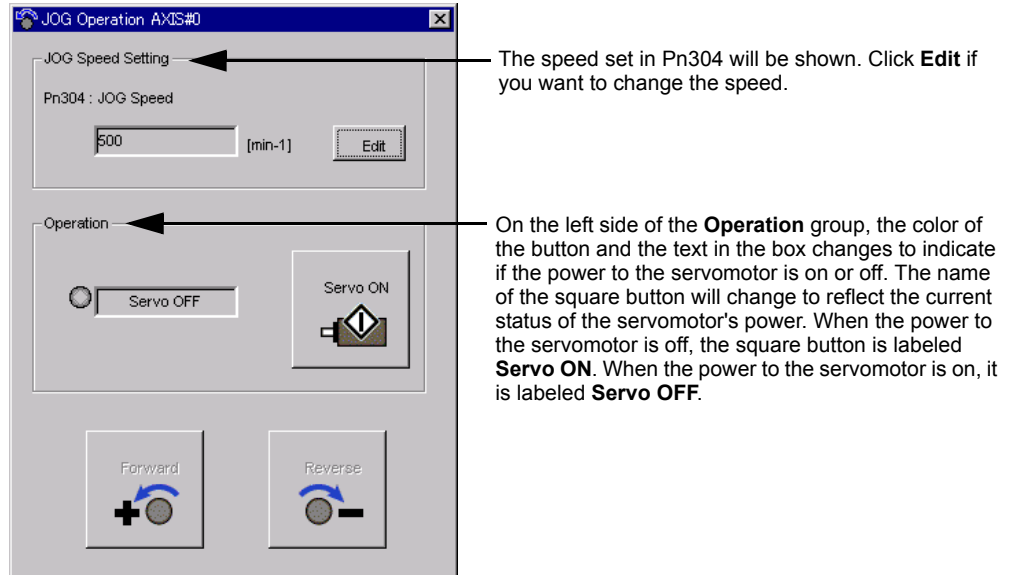 JOG Operation AXIS#0
JOG Speed Setting
Pn304 : JOG Speed
500
[min-1]
Edit
The speed set in Pn304 will be shown. Click Edit if
you want to change the speed.
Operation
Servo OFF
Servo ON
On the left side of the Operation group, the color of
the button and the text in the box changes to indicate
if the power to the servomotor is on or off. The name
of the square button will change to reflect the current
status of the servomotor's power. When the power to
the servomotor is off, the square button is labeled
Servo ON. When the power to the servomotor is on, it
is labeled Servo OFF.
Forward
Reverse